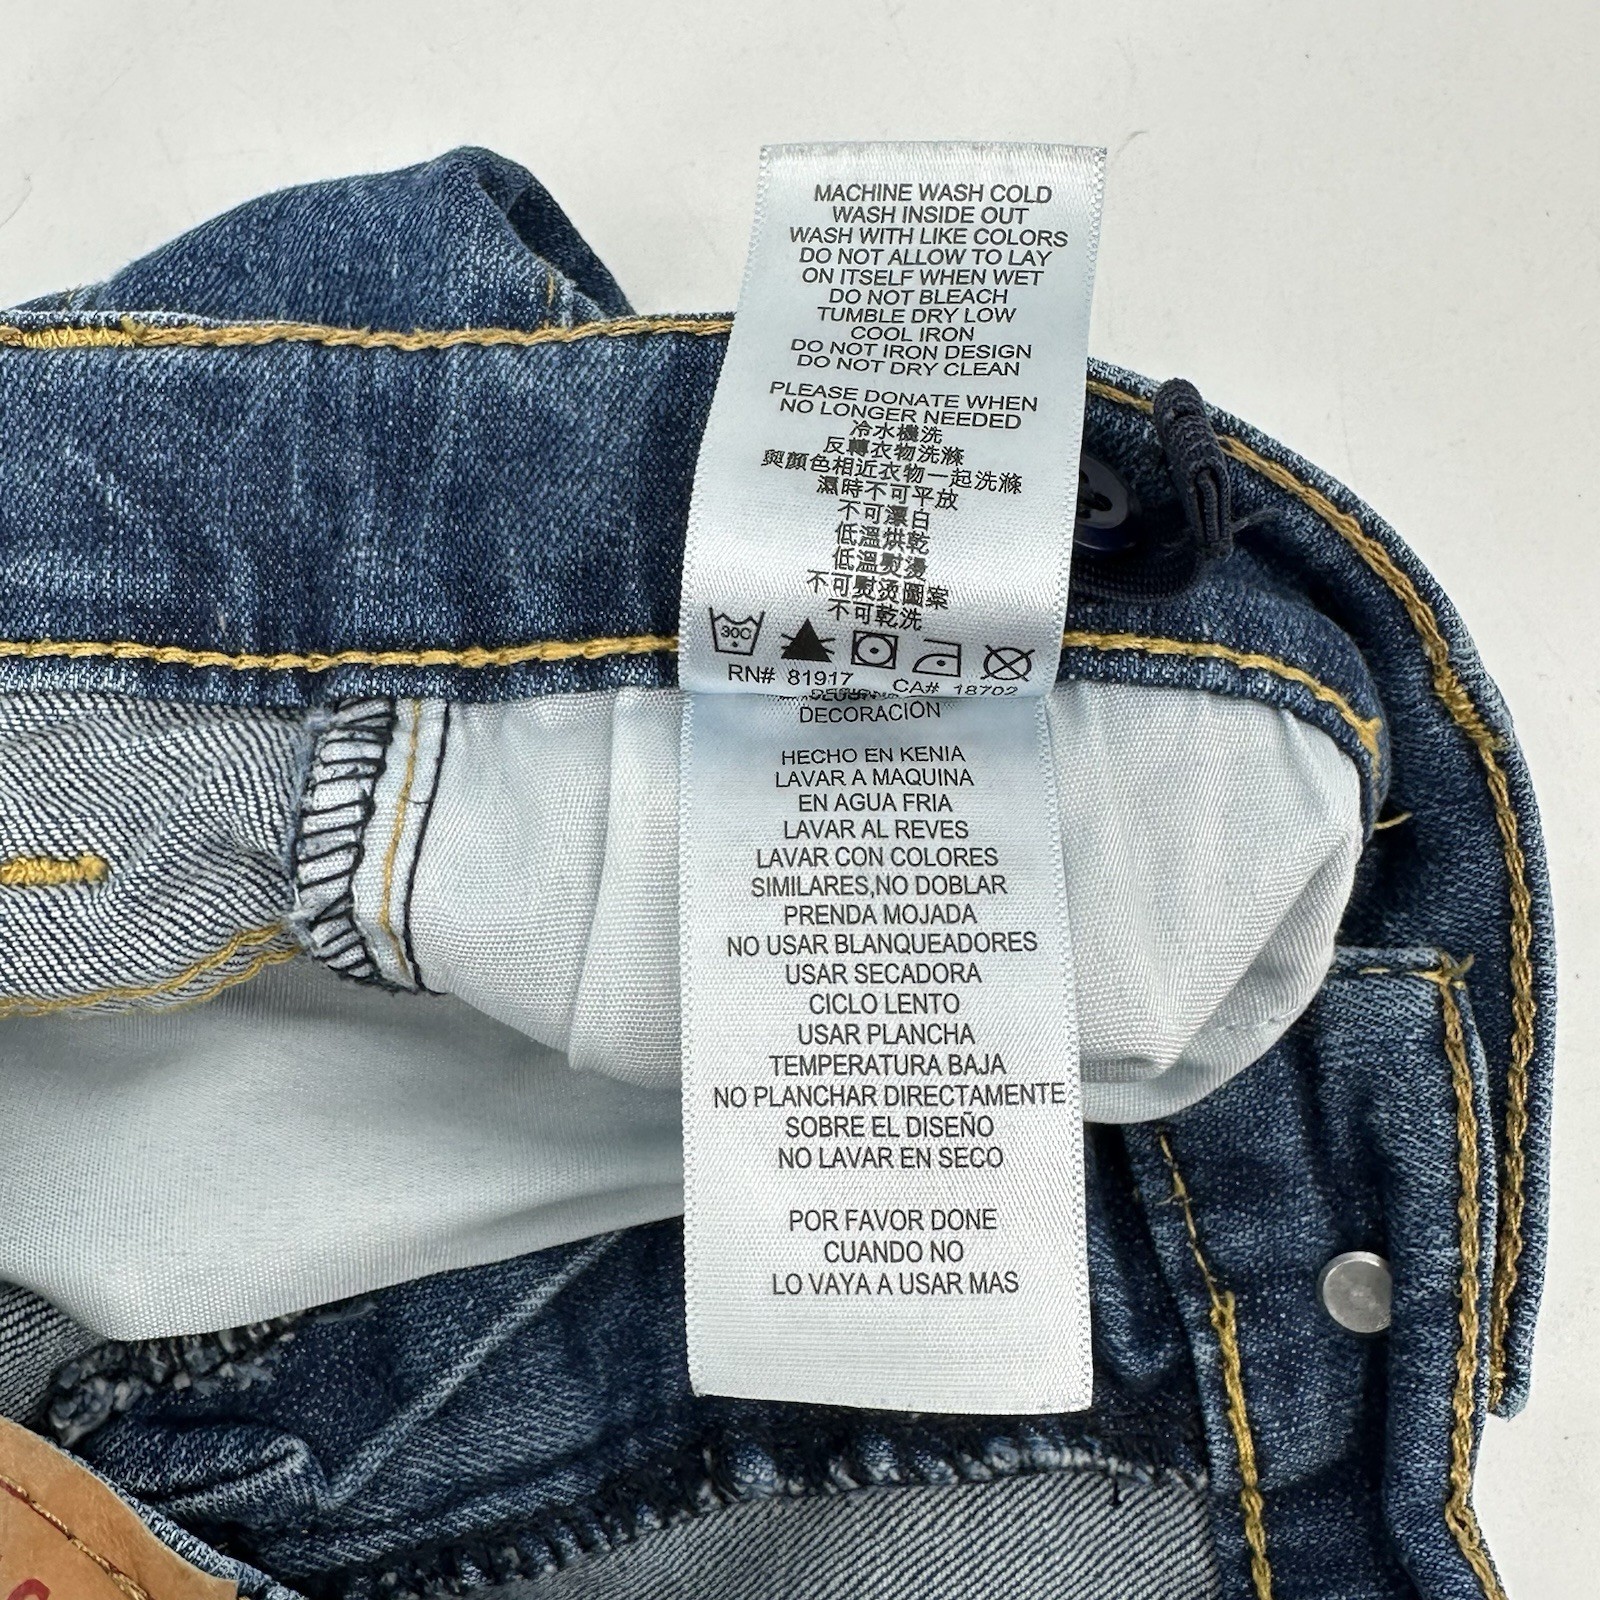 MACHINE WASH COLD
WASH INSIDE OUT
WASH WITH LIKE COLORS
DO NOT ALLOW TO LAY
ON ITSELF WHEN WET
DO NOT BLEACH
TUMBLE DRY LOW
COOL IRON
DO NOT IRON DESIGN
DO NOT DRY CLEAN
PLEASE DONATE WHEN
NO LONGER NEEDED
冷水機洗
反轉衣物洗滌
與顏色相近衣物一起洗滌
濕時不可平放
不可漂白
低溫烘乾
低溫熨燙
不可熨燙圖案
不可乾洗
30C
RN# 81917 CA# 18702
DECORACIÓN
HECHO EN KENIA
LAVAR A MAQUINA
EN AGUA FRIA
LAVAR AL REVES
LAVAR CON COLORES
SIMILARES,NO DOBLAR
PRENDA MOJADA
NO USAR BLANQUEADORES
USAR SECADORA
CICLO LENTO
USAR PLANCHA
TEMPERATURA BAJA
NO PLANCHAR DIRECTAMENTE
SOBRE EL DISEÑO
NO LAVAR EN SECO
POR FAVOR DONE
CUANDO NO
LO VAYA A USAR MAS